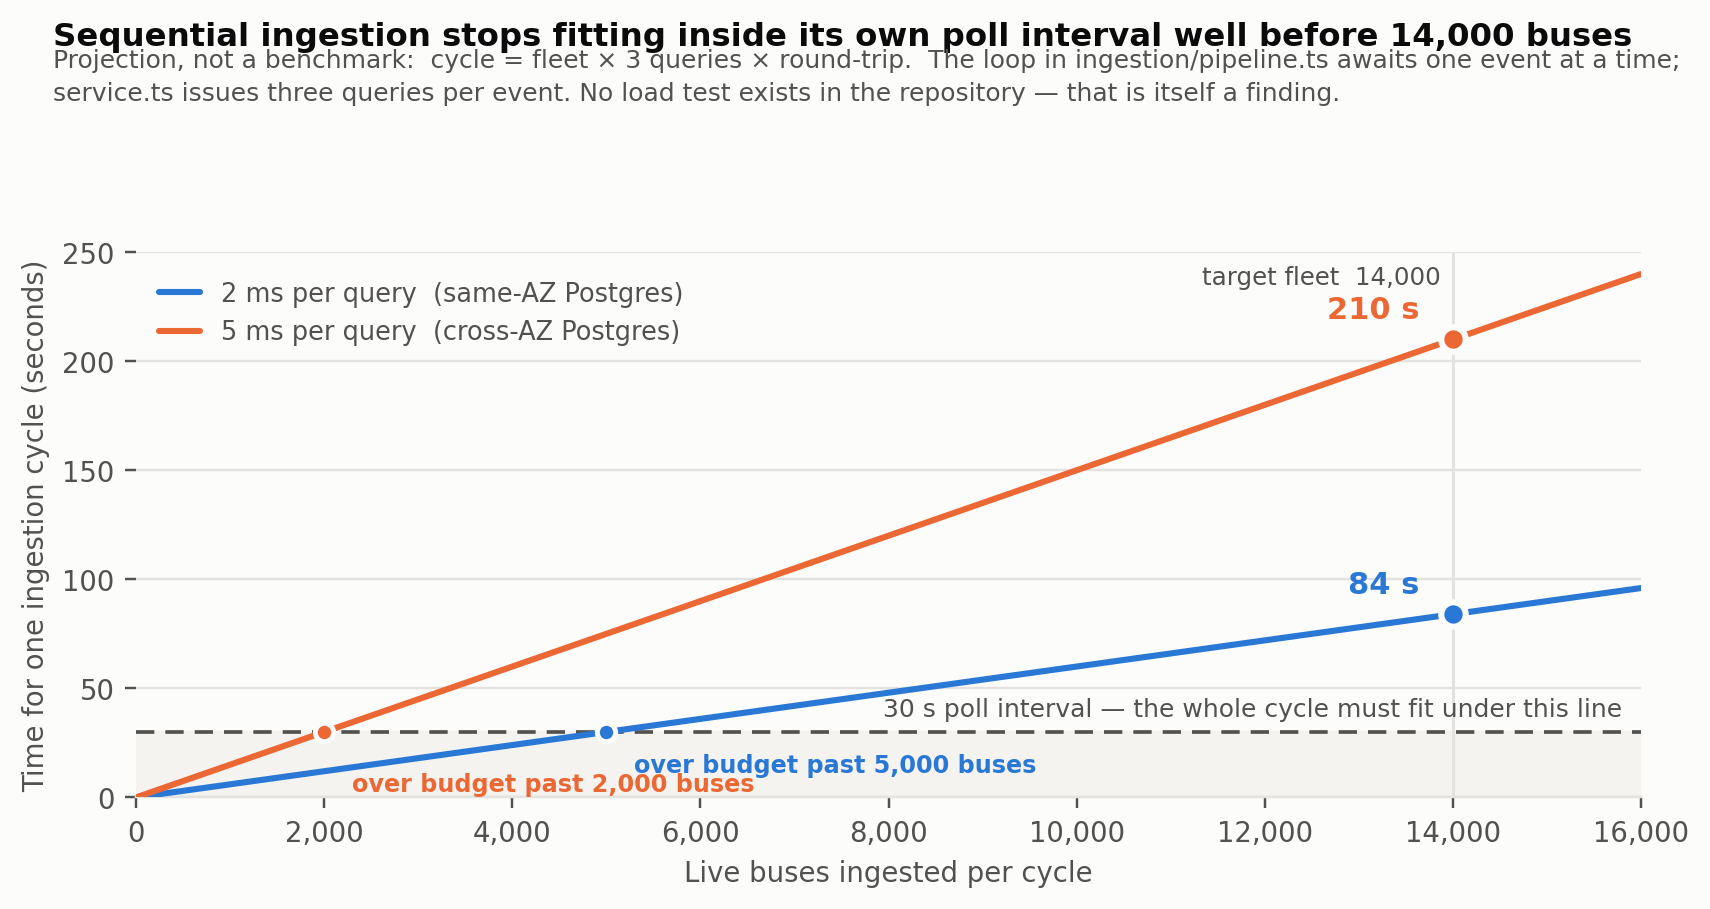 Sequential ingestion stops fitting inside its own poll interval well before 14,000 buses
Projection, not a benchmark:  cycle = fleet × 3 queries × round-trip.  The loop in ingestion/pipeline.ts awaits one event at a time;
service.ts issues three queries per event. No load test exists in the repository — that is itself a finding.
Time for one ingestion cycle (seconds)
250
200
150
100
50
0
2 ms per query  (same-AZ Postgres)
5 ms per query  (cross-AZ Postgres)
target fleet  14,000
210 s
84 s
30 s poll interval — the whole cycle must fit under this line
over budget past 5,000 buses
over budget past 2,000 buses
0 2,000 4,000 6,000 8,000 10,000 12,000 14,000 16,000
Live buses ingested per cycle